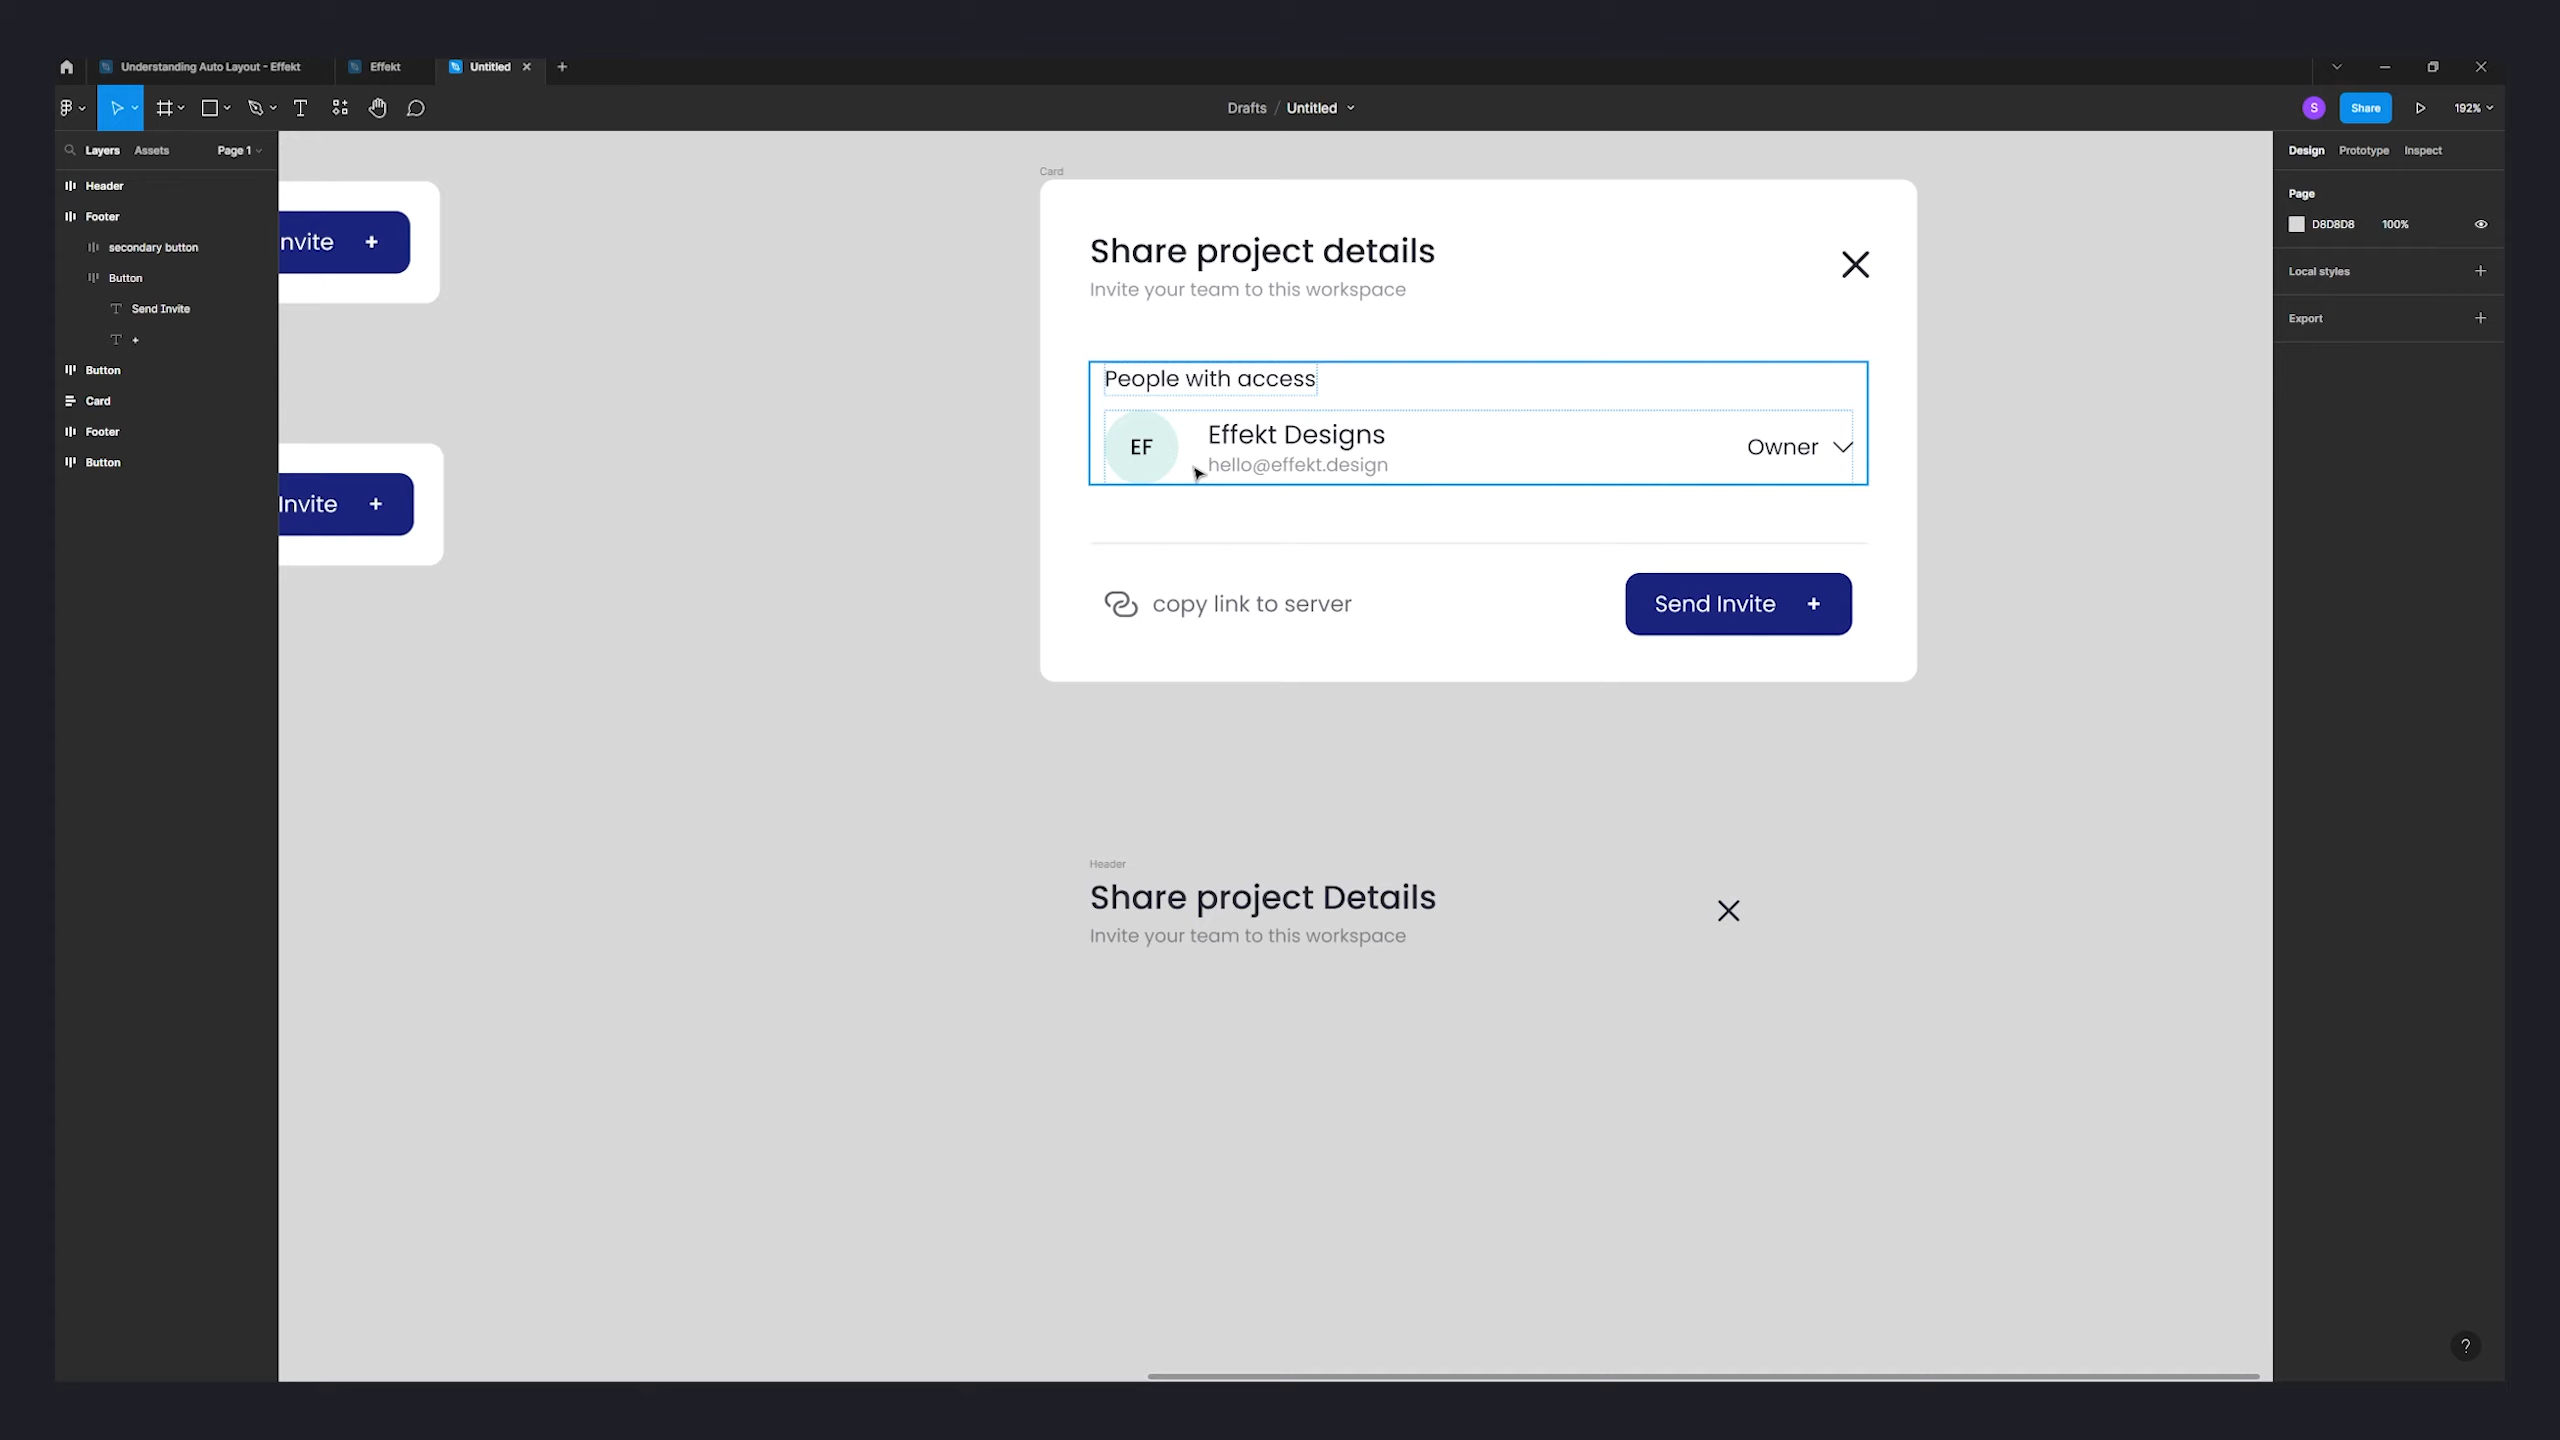 Understanding Auto Layout - Effekt
Effekt
Untitled
Drafts / Untitled
S
Share
192%
Layers
Assets
Page 1
Header
Footer
secondary button
Button
Send Invite
+
Button
Card
Footer
Button
nvite +
Invite +
Card
Share project details
Invite your team to this workspace
People with access
EF
Effekt Designs
hello@effekt.design
Owner
copy link to server
Send Invite +
Header
Share project Details
Invite your team to this workspace
Design
Prototype
Inspect
Page
D8D8D8
100%
Local styles
Export
?